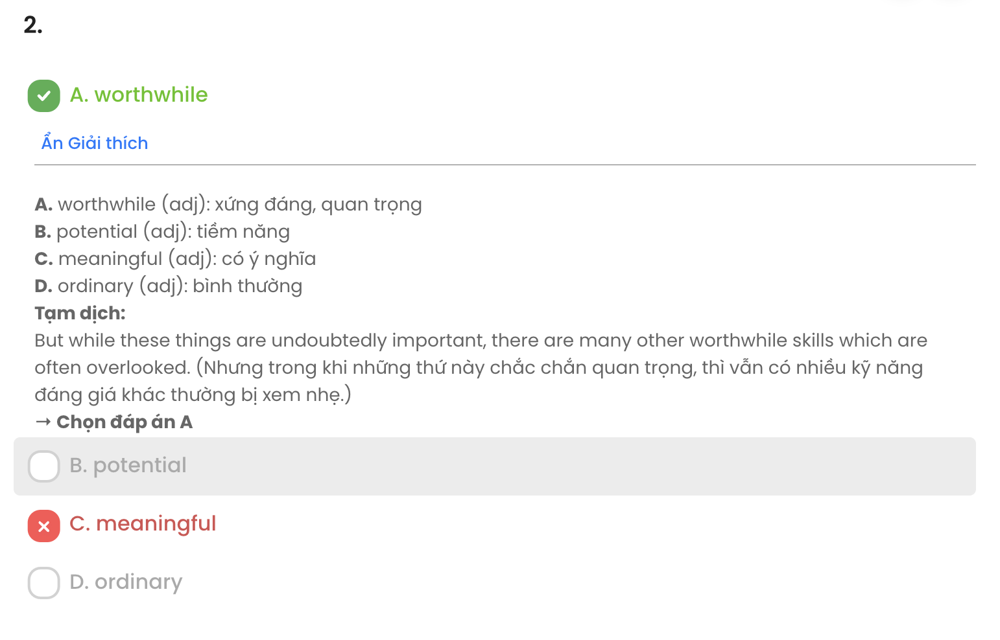 2.
A. worthwhile
Ẩn Giải thích
A. worthwhile (adj): xứng đáng, quan trọng
B. potential (adj): tiềm năng
C. meaningful (adj): có ý nghĩa
D. ordinary (adj): bình thường
Tạm dịch:
But while these things are undoubtedly important, there are many other worthwhile skills which are
often overlooked. (Nhưng trong khi những thứ này chắc chắn quan trọng, thì vẫn có nhiều kỹ năng
đáng giá khác thường bị xem nhẹ.)
→ Chọn đáp án A
B. potential
C. meaningful
D. ordinary